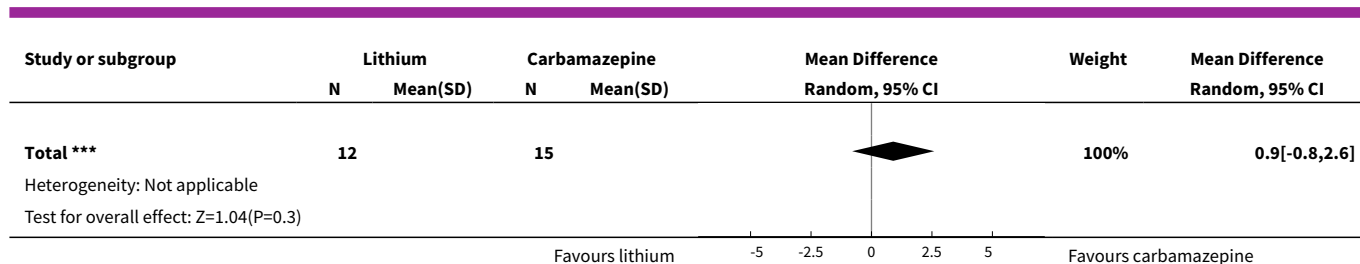 Study or subgroup Lithium Carbamazepine Mean Difference Weight Mean Difference
N Mean(SD) N Mean(SD) Random, 95% CI Random, 95% CI
Total *** 12 15 100% 0.9[-0.8,2.6]
Heterogeneity: Not applicable
Test for overall effect: Z=1.04(P=0.3)
Favours lithium -5 -2.5 0 2.5 5 Favours carbamazepine